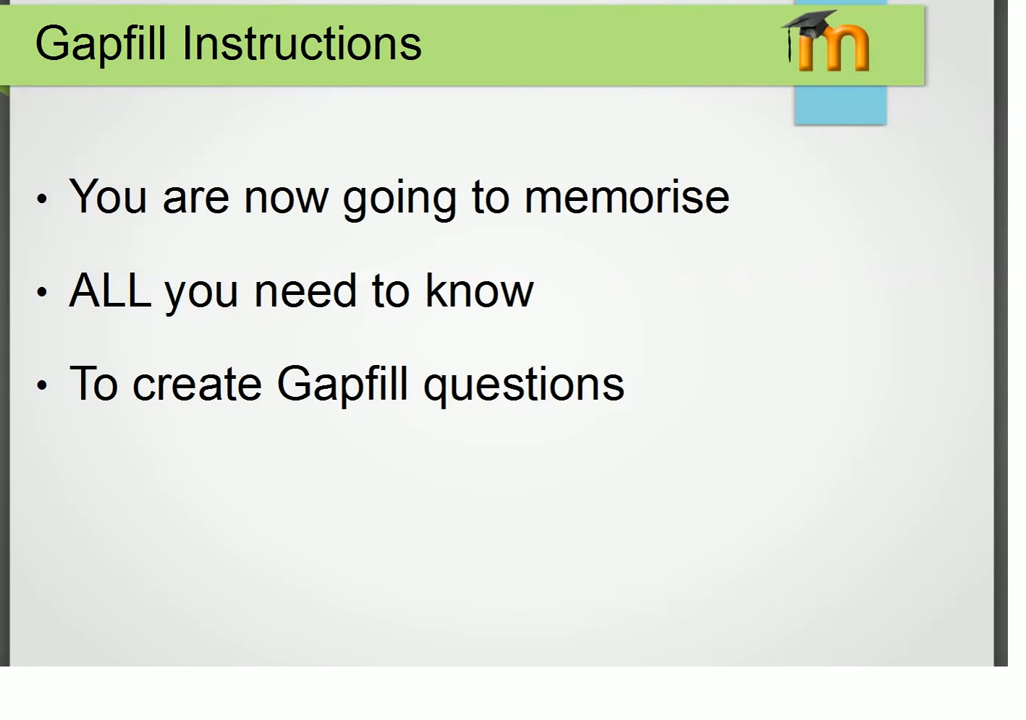 Gapfill Instructions
m
• You are now going to memorise
• ALL you need to know
• To create Gapfill questions